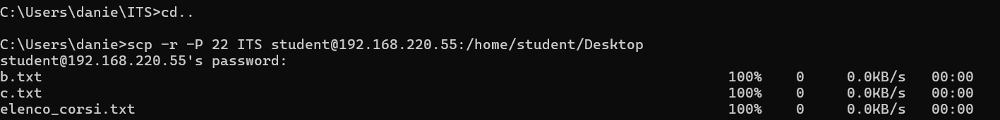 C:\Users\danie\ITS>cd..
C:\Users\danie>scp -r -P 22 ITS student@192.168.220.55:/home/student/Desktop
student@192.168.220.55's password:
b.txt 100% 0 0.0KB/s 00:00
c.txt 100% 0 0.0KB/s 00:00
elenco_corsi.txt 100% 0 0.0KB/s 00:00